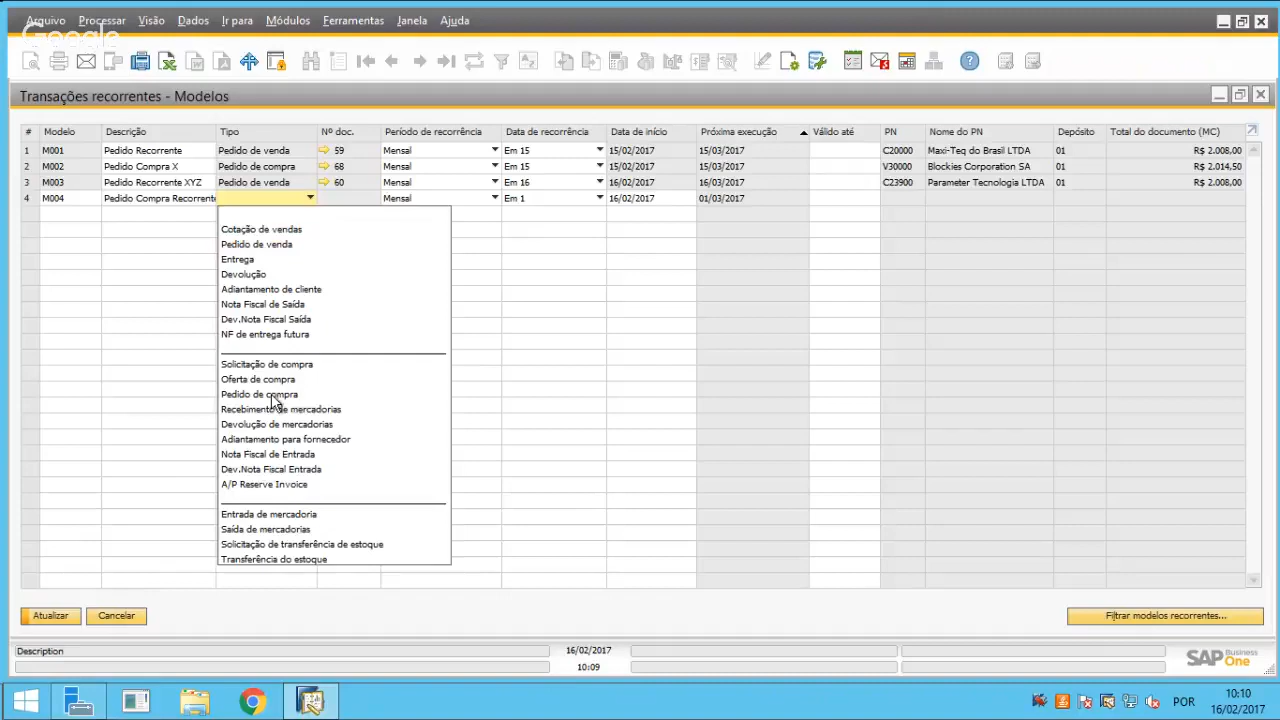 Arquivo Processar Visão Dados Ir para Módulos Ferramentas Janela Ajuda
Google
Transações recorrentes - Modelos
# Modelo Descrição Tipo Nº doc. Período de recorrência Data de recorrência Data de início Próxima execução Válido até PN Nome do PN Depósito Total do documento (MC)
1 M001 Pedido Recorrente Pedido de venda 59 Mensal Em 15 15/02/2017 15/03/2017 C20000 Maxi-Teq do Brasil LTDA 01 R$ 2.008,00
2 M002 Pedido Compra X Pedido de compra 68 Mensal Em 15 15/02/2017 15/03/2017 V30000 Blockies Corporation SA 01 R$ 2.014,50
3 M003 Pedido Recorrente XYZ Pedido de venda 60 Mensal Em 16 16/02/2017 16/03/2017 C23900 Parameter Tecnologia LTDA 01 R$ 2.008,00
4 M004 Pedido Compra Recorrente Mensal Em 1 16/02/2017 01/03/2017
Cotação de vendas
Pedido de venda
Entrega
Devolução
Adiantamento de cliente
Nota Fiscal de Saída
Dev.Nota Fiscal Saída
NF de entrega futura
Solicitação de compra
Oferta de compra
Pedido de compra
Recebimento de mercadorias
Devolução de mercadorias
Adiantamento para fornecedor
Nota Fiscal de Entrada
Dev.Nota Fiscal Entrada
A/P Reserve Invoice
Entrada de mercadoria
Saída de mercadorias
Solicitação de transferência de estoque
Transferência do estoque
Atualizar Cancelar Filtrar modelos recorrentes...
Description 16/02/2017
10:09
SAP Business One
POR 10:10
16/02/2017